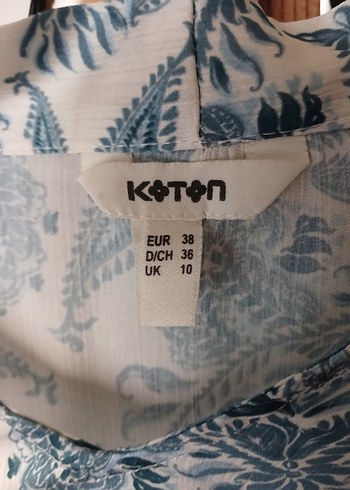 KOTON
EUR 38
D/CH 36
UK 10